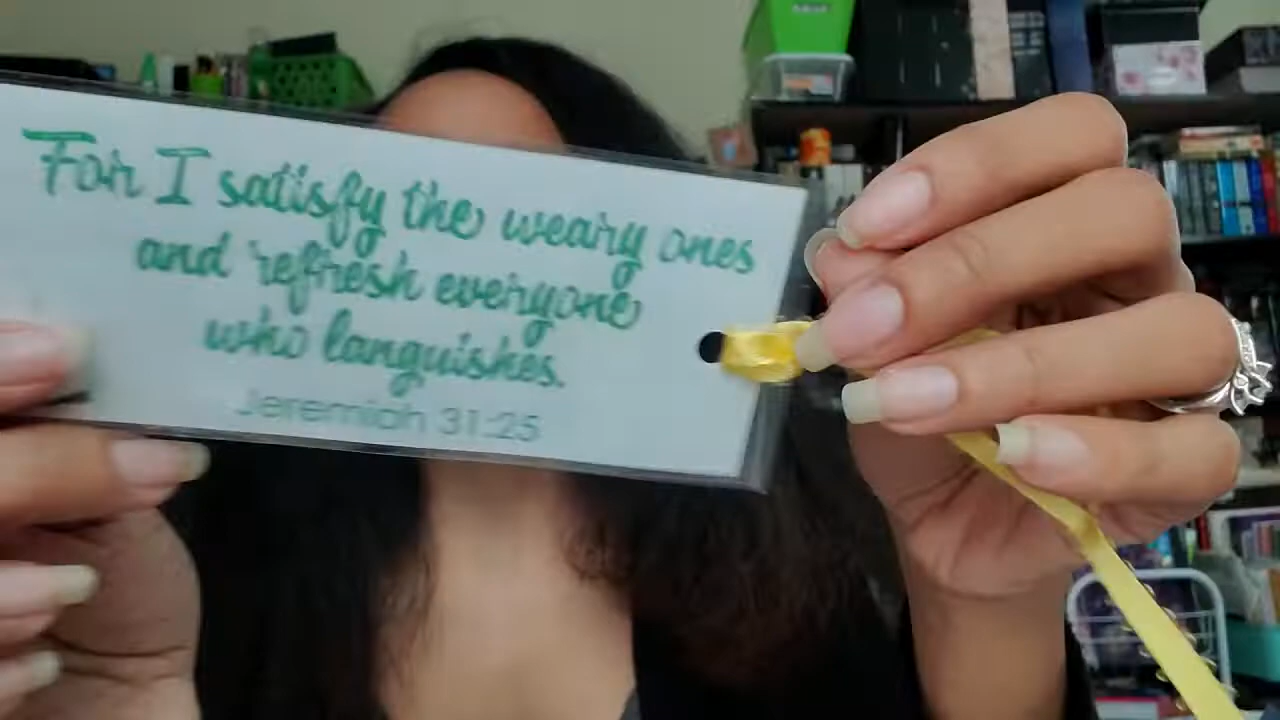 For I satisfy the weary ones
and refresh everyone
who languishes.
Jeremiah 31:25